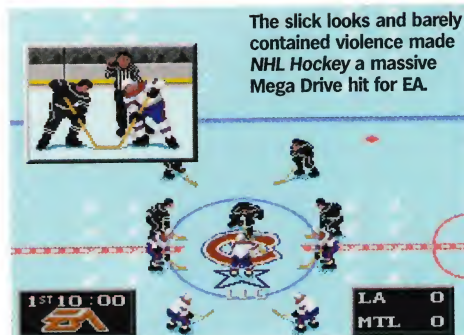 The slick looks and barely
contained violence made
NHL Hockey a massive
Mega Drive hit for EA.
1ST 10:00
EA
LA 0
MTL 0